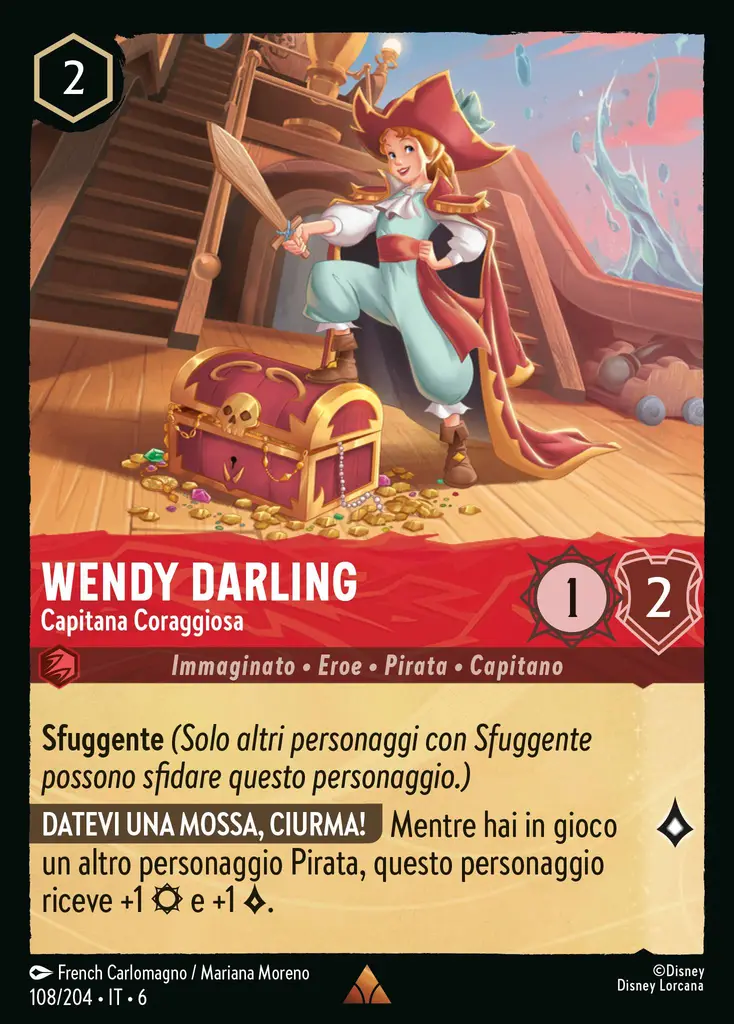 2
WENDY DARLING
Capitana Coraggiosa
1
2
Immaginato • Eroe • Pirata • Capitano
Sfuggente (Solo altri personaggi con Sfuggente
possono sfidare questo personaggio.)
DATEVI UNA MOSSA, CIURMA! Mentre hai in gioco
un altro personaggio Pirata, questo personaggio
riceve +1 e +1 .
French Carlomagno / Mariana Moreno
108/204 • IT • 6
©Disney
Disney Lorcana